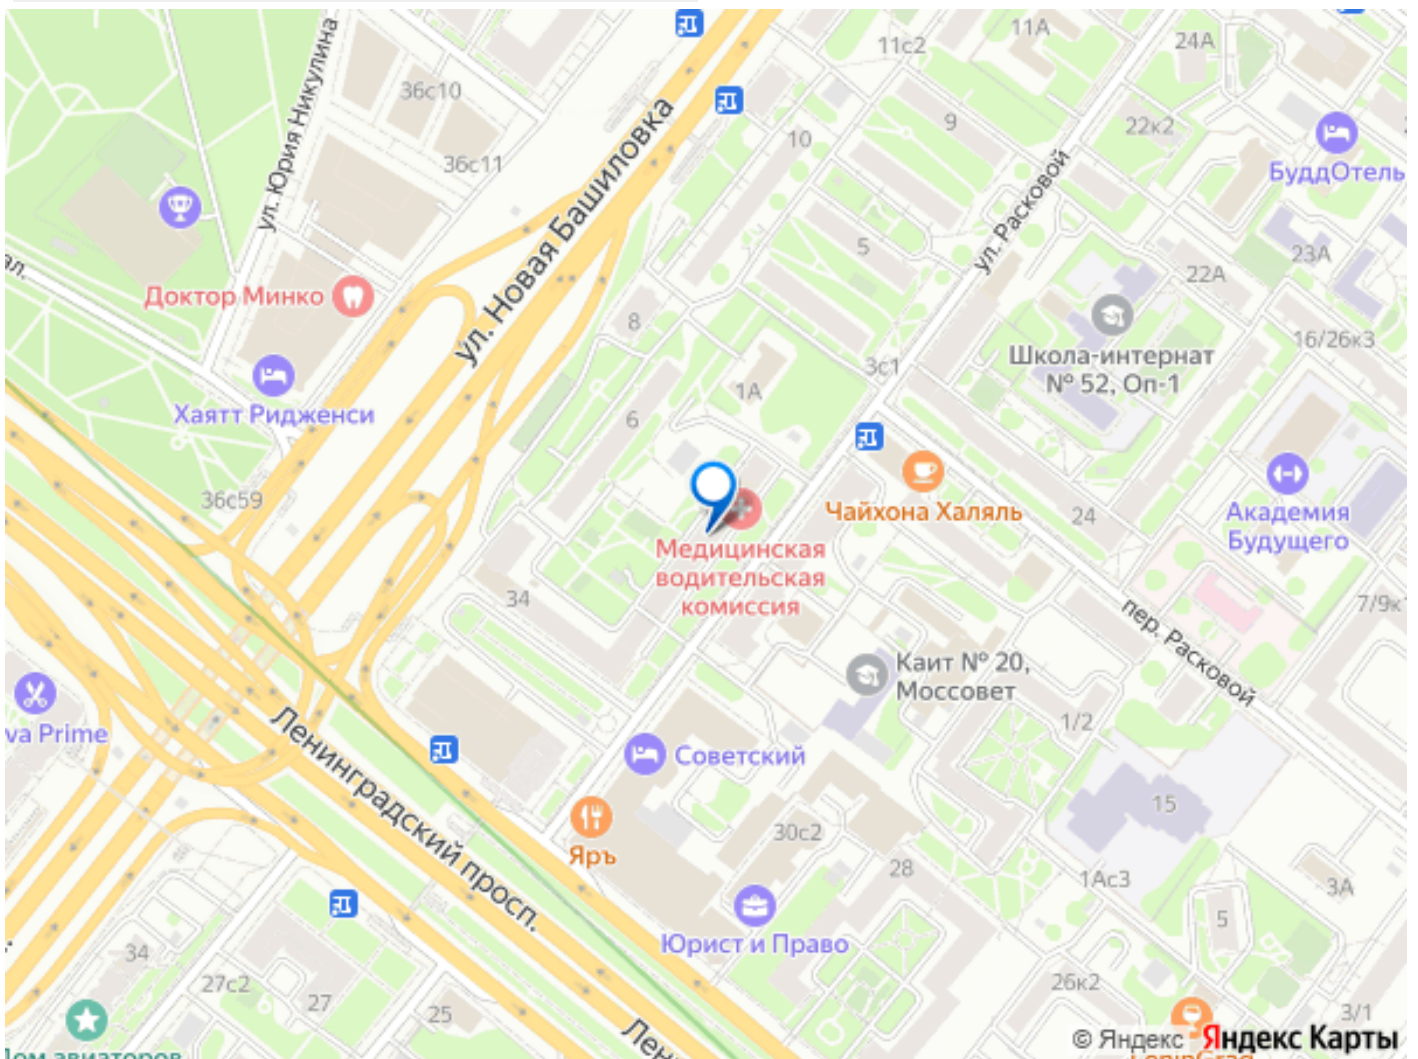 11А
11с2
24А
36с10
ул. Юрия Никулина
ул. Новая Башиловка
10
9
22к2
36с11
БуддОтель
ул. Расковой
5
23А
22А
Доктор Минко
8
Школа-интернат
№ 52, Оп-1
16/26к3
3с1
1А
Хаятт Ридженси
6
36с59
Чайхона Халяль
24
Академия
Будущего
Медицинская
водительская
комиссия
34
пер. Расковой
Каит № 20,
Моссовет
1/2
va Prime
Ленинградский просп.
Советский
15
30с2
Яръ
28
1Ас3
3А
5
Юрист и Право
34
27с2
27
25
26к2
3/1
© Яндекс Яндекс Карты